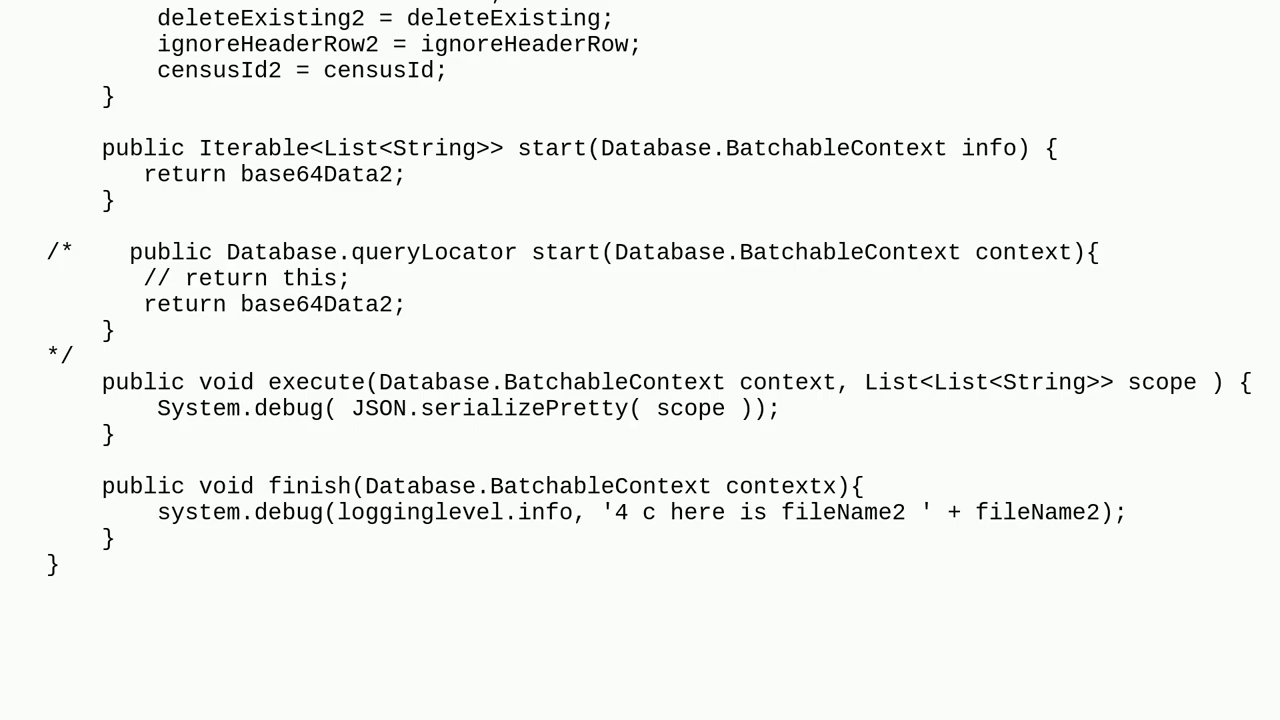 deleteExisting2 = deleteExisting;
ignoreHeaderRow2 = ignoreHeaderRow;
censusId2 = censusId;
}
public Iterable<List<String>> start(Database.BatchableContext info) {
return base64Data2;
}
/*    public Database.queryLocator start(Database.BatchableContext context){
// return this;
return base64Data2;
}
*/
public void execute(Database.BatchableContext context, List<List<String>> scope ) {
System.debug( JSON.serializePretty( scope ));
}
public void finish(Database.BatchableContext contextx){
system.debug(logginglevel.info, '4 c here is fileName2 ' + fileName2);
}
}